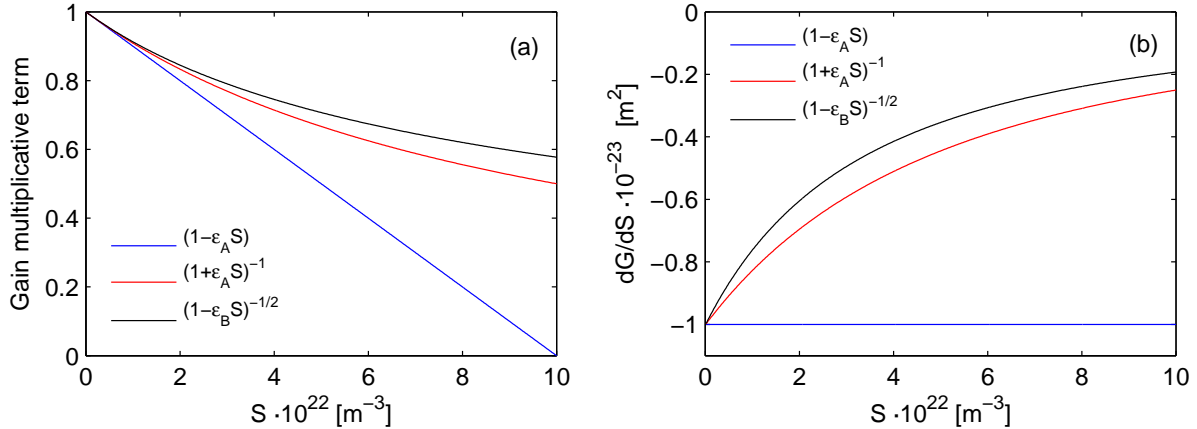 (a)
Gain multiplicative term
1
0.8
0.6
0.4
0.2
0
(1−ε_A S)
(1+ε_A S)^−1
(1−ε_B S)^−1/2
0 2 4 6 8 10
S ·10^22 [m^−3]
(b)
dG/dS ·10^−23 [m^2]
−0
−0.2
−0.4
−0.6
−0.8
−1
(1−ε_A S)
(1+ε_A S)^−1
(1−ε_B S)^−1/2
0 2 4 6 8 10
S ·10^22 [m^−3]